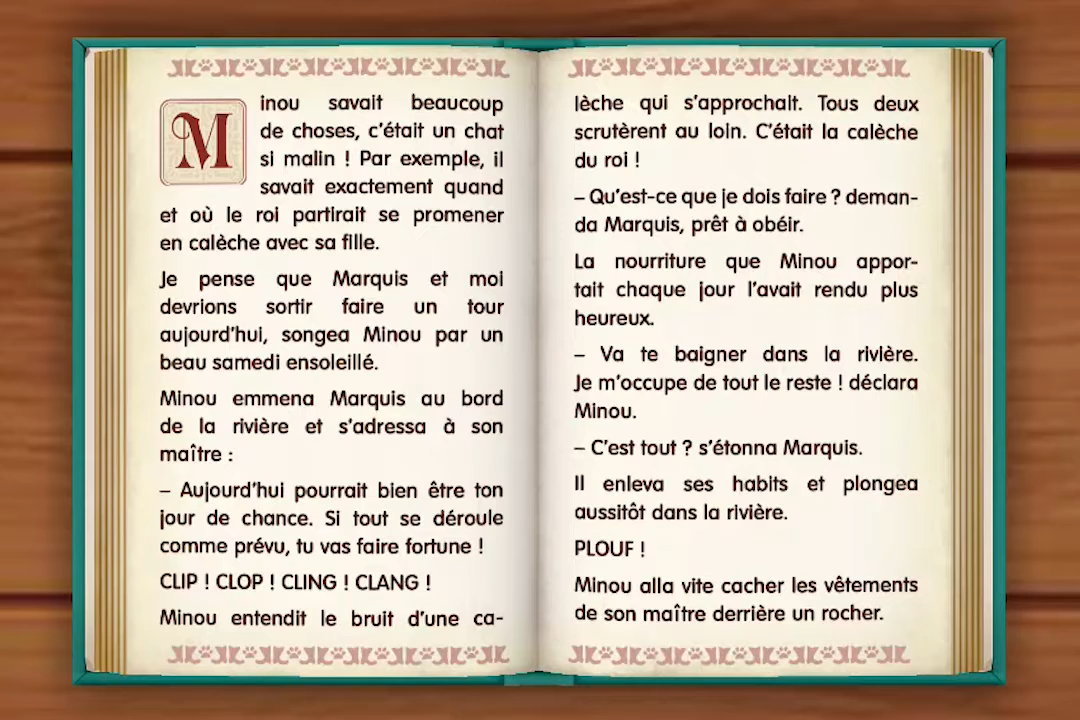 Minou savait beaucoup
de choses, c'était un chat
si malin ! Par exemple, il
savait exactement quand
et où le roi partirait se promener
en calèche avec sa fille.
Je pense que Marquis et moi
devrions sortir faire un tour
aujourd'hui, songea Minou par un
beau samedi ensoleillé.
Minou emmena Marquis au bord
de la rivière et s'adressa à son
maître :
– Aujourd'hui pourrait bien être ton
jour de chance. Si tout se déroule
comme prévu, tu vas faire fortune !
CLIP ! CLOP ! CLING ! CLANG !
Minou entendit le bruit d'une ca-
lèche qui s'approchait. Tous deux
scrutèrent au loin. C'était la calèche
du roi !
– Qu'est-ce que je dois faire ? deman-
da Marquis, prêt à obéir.
La nourriture que Minou appor-
tait chaque jour l'avait rendu plus
heureux.
– Va te baigner dans la rivière.
Je m'occupe de tout le reste ! déclara
Minou.
– C'est tout ? s'étonna Marquis.
Il enleva ses habits et plongea
aussitôt dans la rivière.
PLOUF !
Minou alla vite cacher les vêtements
de son maître derrière un rocher.